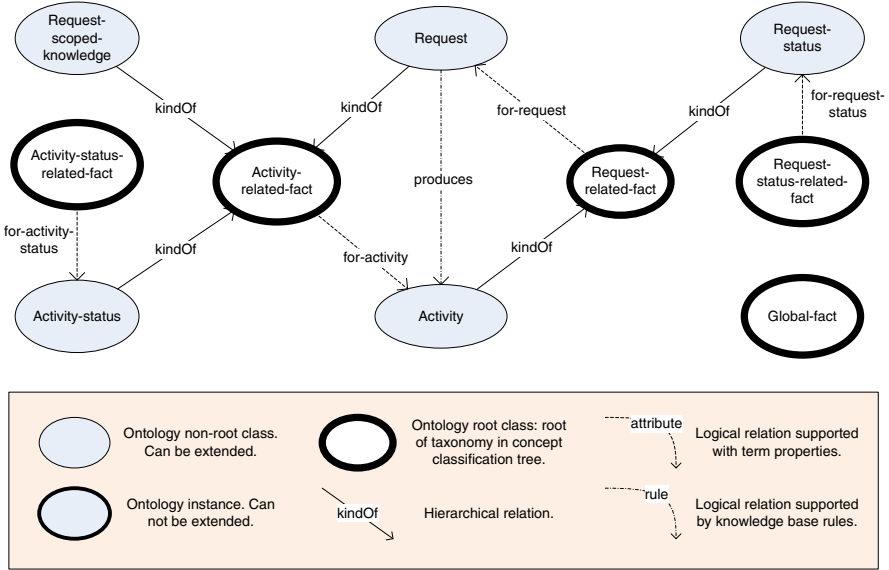 Request-
scoped-
knowledge
Request
Request-
status
kindOf
kindOf
for-request
kindOf
for-request-
status
Activity-status-
related-fact
Activity-
related-fact
produces
Request-
related-fact
Request-
status-related-
fact
for-activity-
status
kindOf
for-activity
kindOf
Activity-status
Activity
Global-fact
Ontology non-root class.
Can be extended.
Ontology root class: root
of taxonomy in concept
classification tree.
attribute
Logical relation supported
with term properties.
Ontology instance. Can
not be extended.
kindOf
Hierarchical relation.
rule
Logical relation supported
by knowledge base rules.